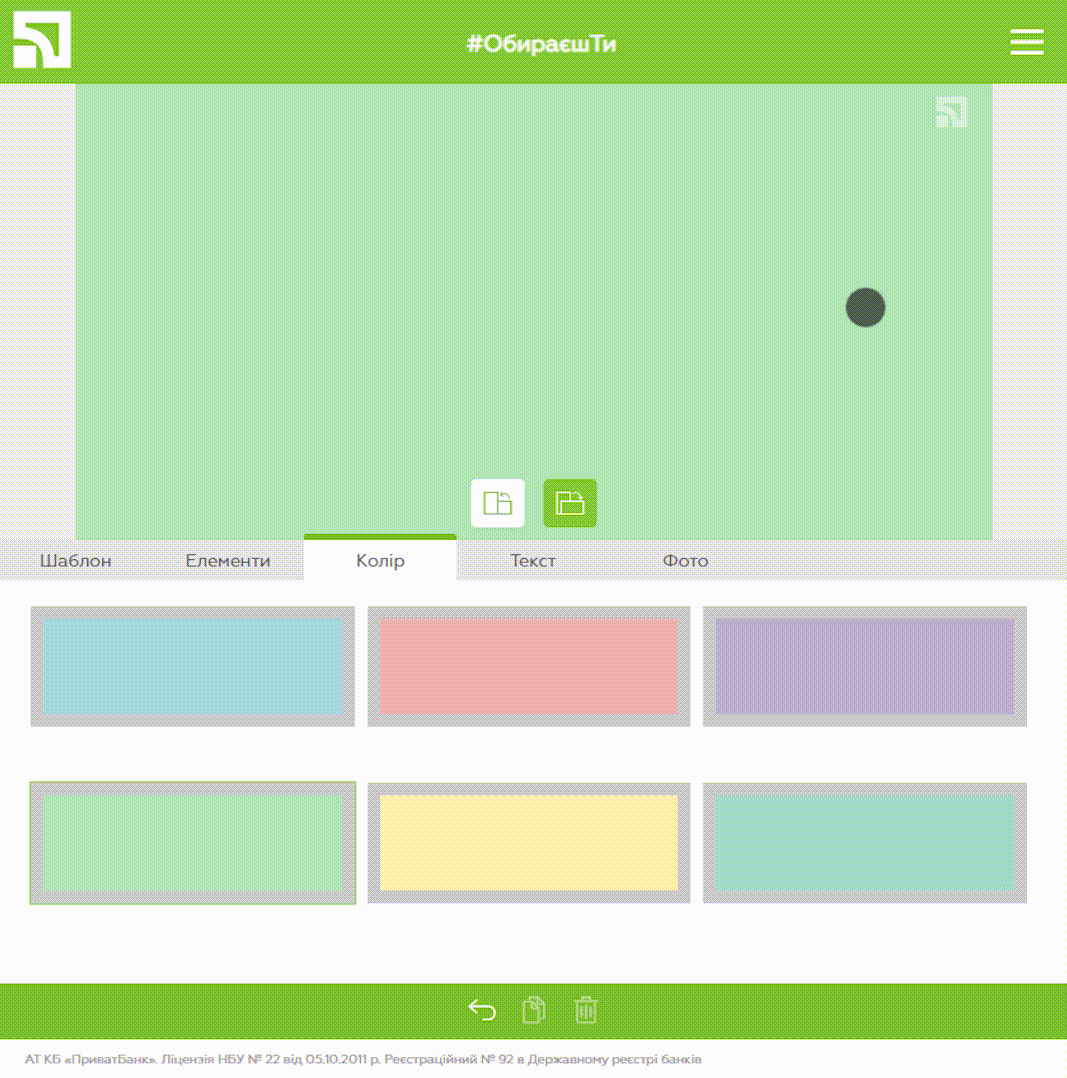 #ОбираєшТи
Шаблон Елементи Колір Текст Фото
АТ КБ «ПриватБанк». Ліцензія НБУ № 22 від 05.10.2011 р. Реєстраційний № 92 в Державному реєстрі банків